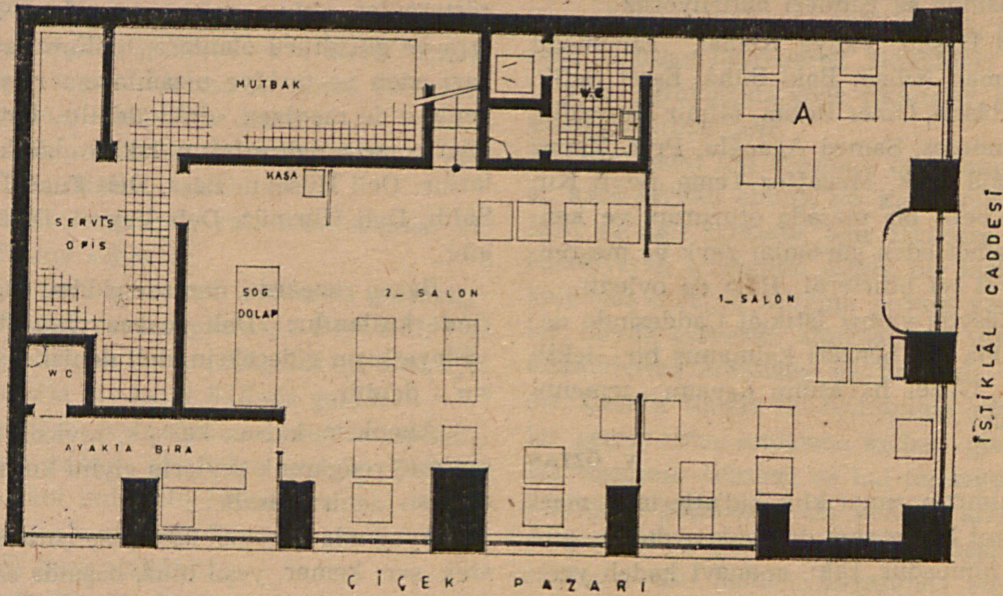 MUTBAK
W.C
A
KASA
SERVİS
OFİS
SOĞ.
DOLAP
2_ SALON
1_ SALON
İSTİKLÂL CADDESİ
WC
AYAKTA BİRA
ÇİÇEK PAZARI